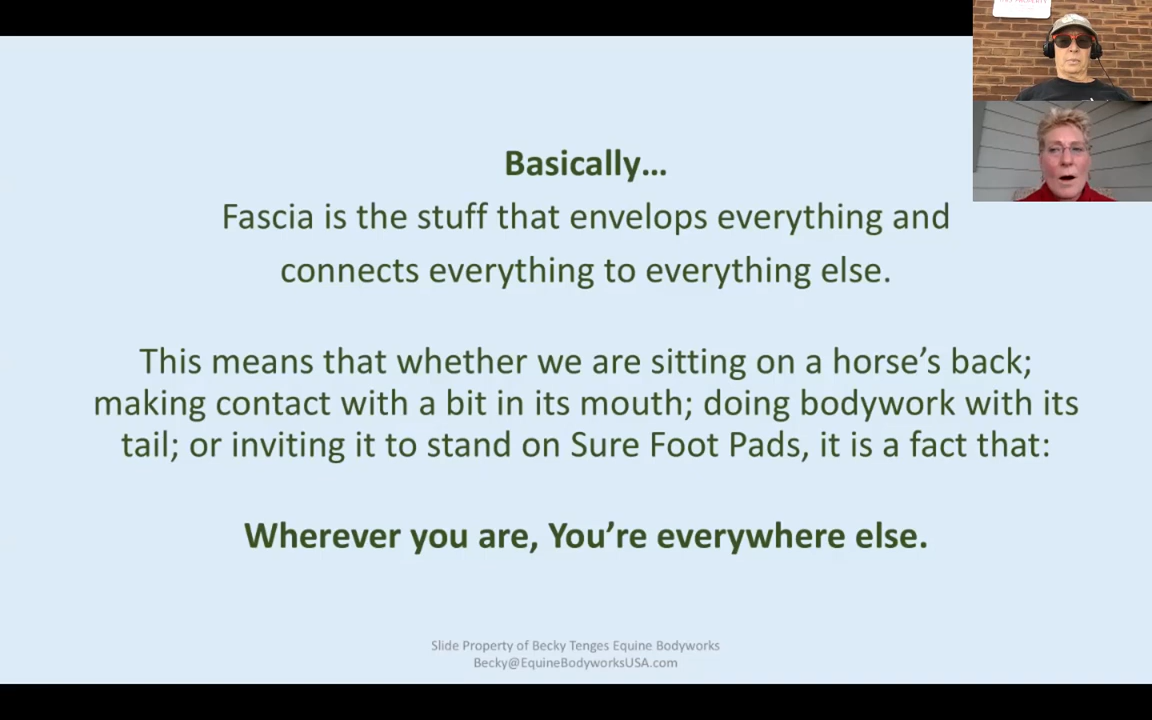 Basically...
Fascia is the stuff that envelops everything and
connects everything to everything else.
This means that whether we are sitting on a horse’s back;
making contact with a bit in its mouth; doing bodywork with its
tail; or inviting it to stand on Sure Foot Pads, it is a fact that:
Wherever you are, You’re everywhere else.
Slide Property of Becky Tenges Equine Bodyworks
Becky@EquineBodyworksUSA.com